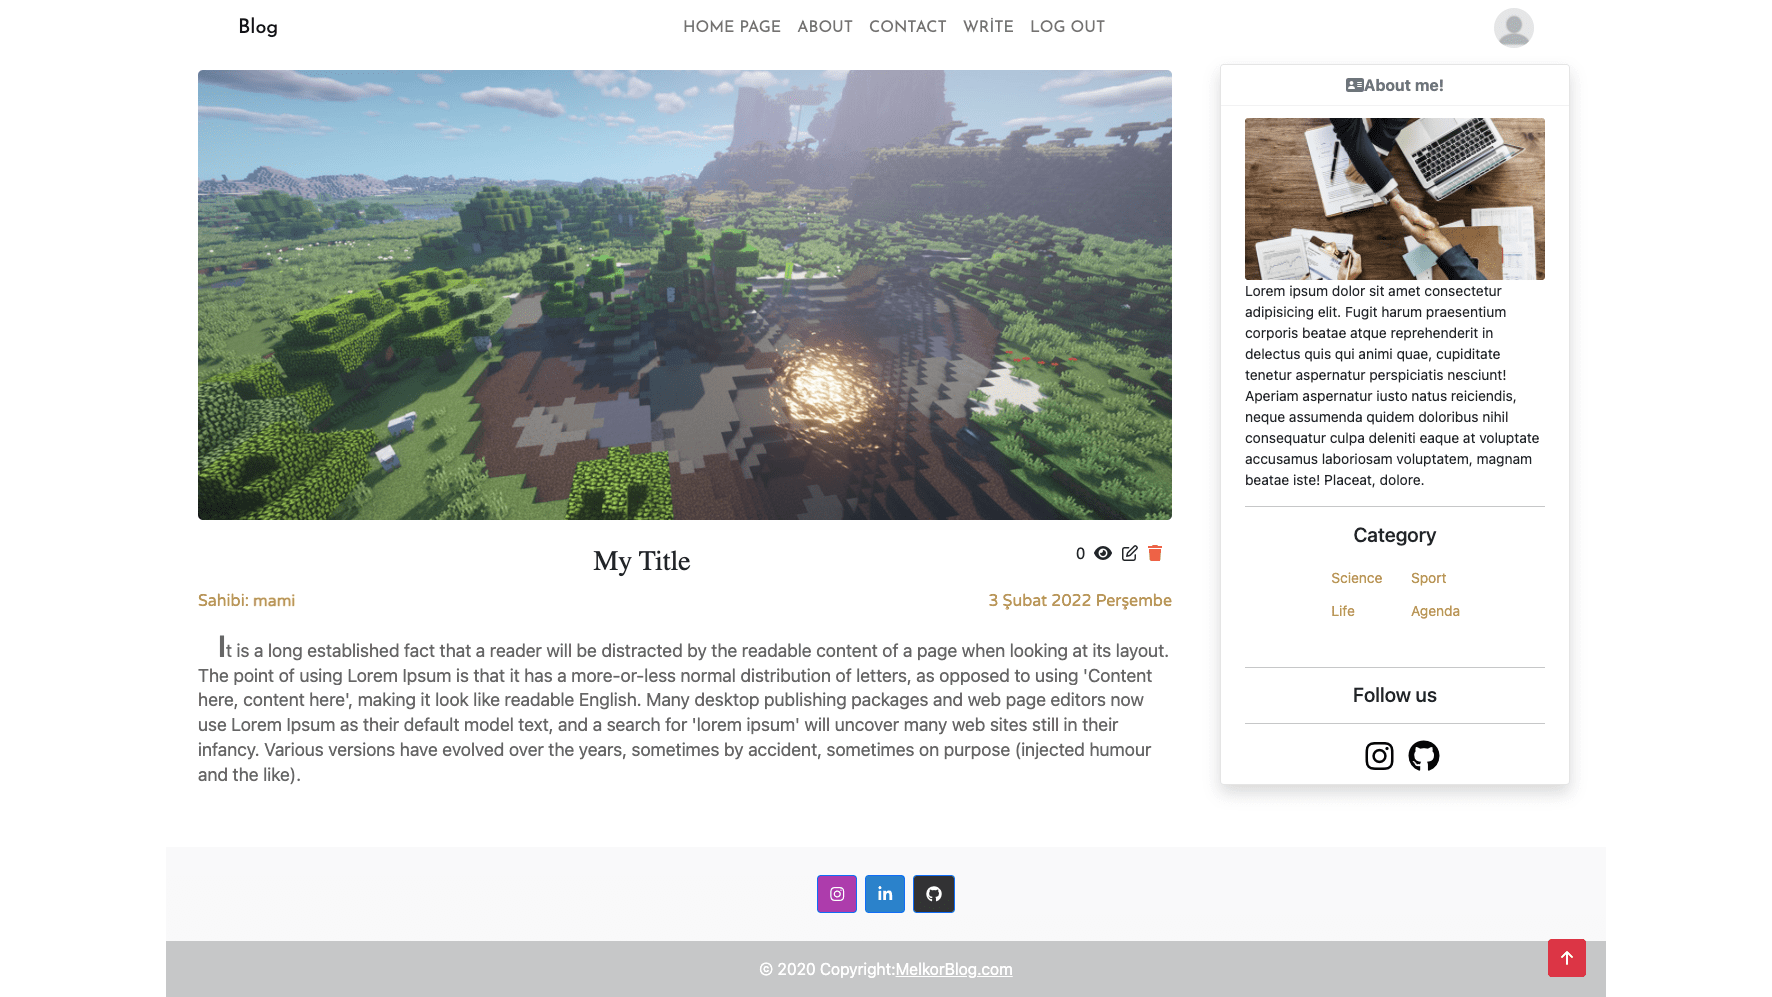 Blog
HOME PAGE
ABOUT
CONTACT
WRİTE
LOG OUT
About me!
Lorem ipsum dolor sit amet consectetur
adipisicing elit. Fugit harum praesentium
corporis beatae atque reprehenderit in
delectus quis qui animi quae, cupiditate
tenetur aspernatur perspiciatis nesciunt!
Aperiam aspernatur iusto natus reiciendis,
neque assumenda quidem doloribus nihil
consequatur culpa deleniti eaque at voluptate
accusamus laboriosam voluptatem, magnam
beatae iste! Placeat, dolore.
Category
Science
Sport
Life
Agenda
Follow us
My Title
0
Sahibi: mami
3 Şubat 2022 Perşembe
It is a long established fact that a reader will be distracted by the readable content of a page when looking at its layout.
The point of using Lorem Ipsum is that it has a more-or-less normal distribution of letters, as opposed to using 'Content
here, content here', making it look like readable English. Many desktop publishing packages and web page editors now
use Lorem Ipsum as their default model text, and a search for 'lorem ipsum' will uncover many web sites still in their
infancy. Various versions have evolved over the years, sometimes by accident, sometimes on purpose (injected humour
and the like).
© 2020 Copyright:MelkorBlog.com